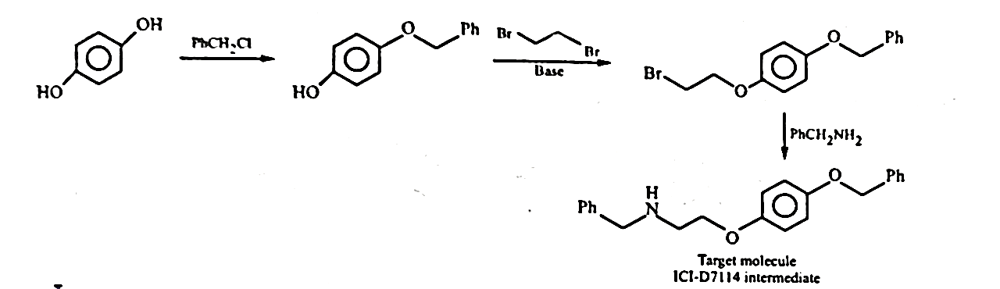 OH
HO
PhCH₂Cl
O
Ph
HO
Br
Br
Base
O
Ph
Br
O
PhCH₂NH₂
O
Ph
H
N
Ph
O
Target molecule
ICI-D7114 intermediate